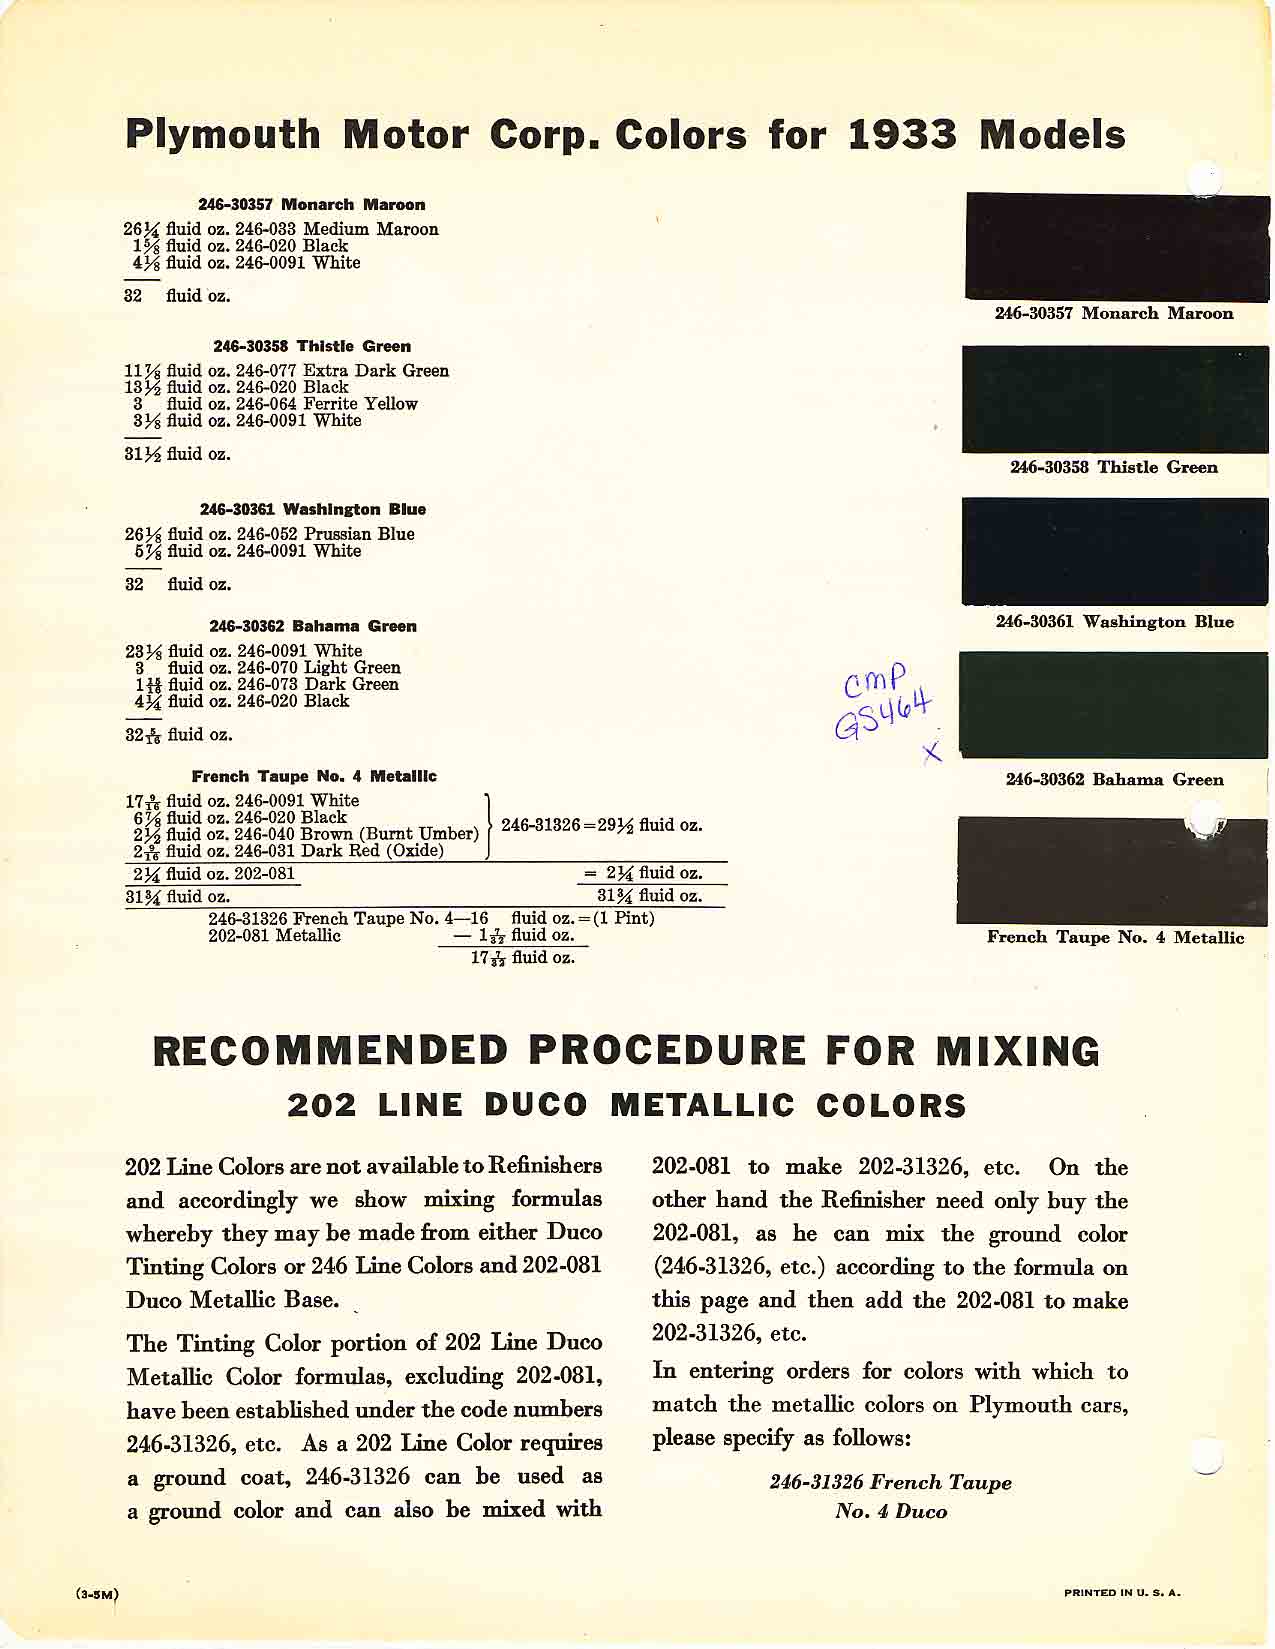 Plymouth Motor Corp. Colors for 1933 Models
246-30357 Monarch Maroon
26¼ fluid oz. 246-033 Medium Maroon
1⅝ fluid oz. 246-020 Black
4⅛ fluid oz. 246-0091 White
32 fluid oz.
246-30358 Thistle Green
11⅞ fluid oz. 246-077 Extra Dark Green
13½ fluid oz. 246-020 Black
3 fluid oz. 246-064 Ferrite Yellow
3⅛ fluid oz. 246-0091 White
31½ fluid oz.
246-30361 Washington Blue
26⅛ fluid oz. 246-052 Prussian Blue
5⅞ fluid oz. 246-0091 White
32 fluid oz.
246-30362 Bahama Green
23⅛ fluid oz. 246-0091 White
3 fluid oz. 246-070 Light Green
1 15/16 fluid oz. 246-073 Dark Green
4¼ fluid oz. 246-020 Black
32 5/16 fluid oz.
French Taupe No. 4 Metallic
17 9/16 fluid oz. 246-0091 White
6⅞ fluid oz. 246-020 Black
2½ fluid oz. 246-040 Brown (Burnt Umber)
2 9/16 fluid oz. 246-031 Dark Red (Oxide)
246-31326=29½ fluid oz.
2¼ fluid oz. 202-081 = 2¼ fluid oz.
31¾ fluid oz. 31¾ fluid oz.
246-31326 French Taupe No. 4—16 fluid oz.=(1 Pint)
202-081 Metallic — 1 7/32 fluid oz.
17 7/32 fluid oz.
246-30357 Monarch Maroon
246-30358 Thistle Green
246-30361 Washington Blue
CMP
GS464
X
246-30362 Bahama Green
French Taupe No. 4 Metallic
RECOMMENDED PROCEDURE FOR MIXING
202 LINE DUCO METALLIC COLORS
202 Line Colors are not available to Refinishers
and accordingly we show mixing formulas
whereby they may be made from either Duco
Tinting Colors or 246 Line Colors and 202-081
Duco Metallic Base.
The Tinting Color portion of 202 Line Duco
Metallic Color formulas, excluding 202-081,
have been established under the code numbers
246-31326, etc. As a 202 Line Color requires
a ground coat, 246-31326 can be used as
a ground color and can also be mixed with
202-081 to make 202-31326, etc. On the
other hand the Refinisher need only buy the
202-081, as he can mix the ground color
(246-31326, etc.) according to the formula on
this page and then add the 202-081 to make
202-31326, etc.
In entering orders for colors with which to
match the metallic colors on Plymouth cars,
please specify as follows:
246-31326 French Taupe
No. 4 Duco
(3-5M)
PRINTED IN U. S. A.